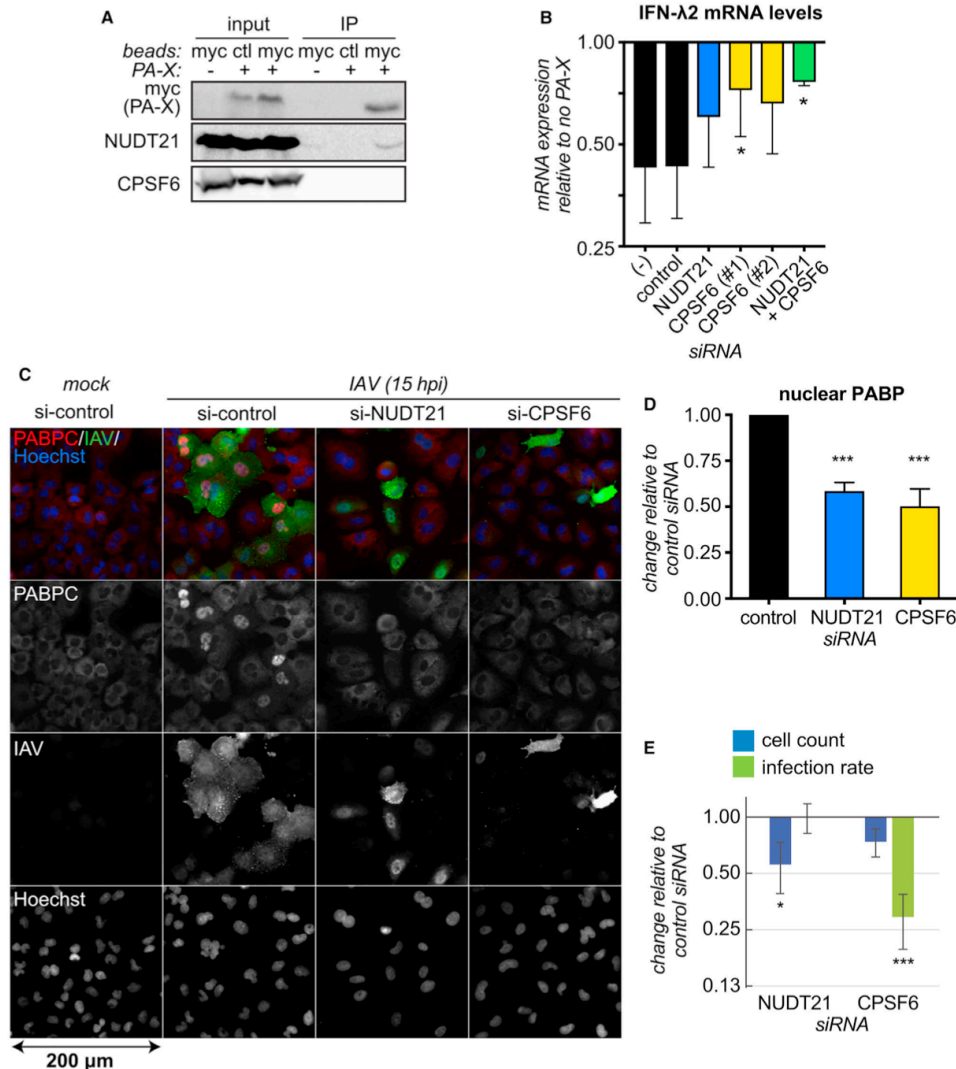 A
input IP
beads: myc ctl myc myc ctl myc
PA-X: - + + - + +
myc
(PA-X)
NUDT21
CPSF6
B
IFN-λ2 mRNA levels
mRNA expression
relative to no PA-X
1.00
0.50
0.25
*
*
(-)
control
NUDT21
CPSF6 (#1)
CPSF6 (#2)
NUDT21
+ CPSF6
siRNA
C
mock IAV (15 hpi)
si-control si-control si-NUDT21 si-CPSF6
PABPC/IAV/
Hoechst
PABPC
IAV
Hoechst
200 µm
D
nuclear PABP
change relative to
control siRNA
1.00
0.75
0.50
0.25
0.00
*** ***
control NUDT21 CPSF6
siRNA
E
cell count
infection rate
change relative to
control siRNA
1.00
0.50
0.25
0.13
*
***
NUDT21 CPSF6
siRNA